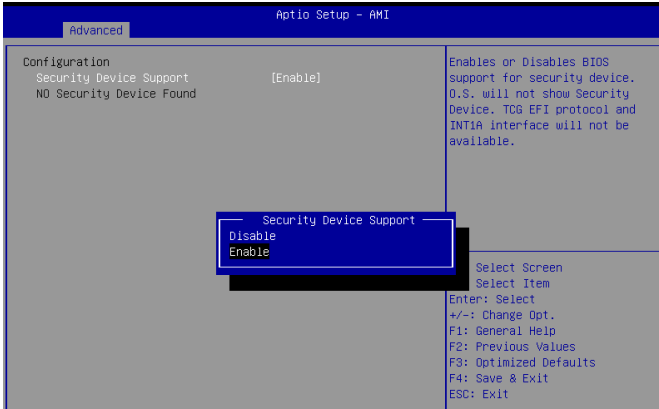 Aptio Setup – AMI
Advanced
Configuration
Security Device Support [Enable]
NO Security Device Found
Enables or Disables BIOS
support for security device.
O.S. will not show Security
Device. TCG EFI protocol and
INT1A interface will not be
available.
Security Device Support
Disable
Enable
Select Screen
Select Item
Enter: Select
+/-: Change Opt.
F1: General Help
F2: Previous Values
F3: Optimized Defaults
F4: Save & Exit
ESC: Exit